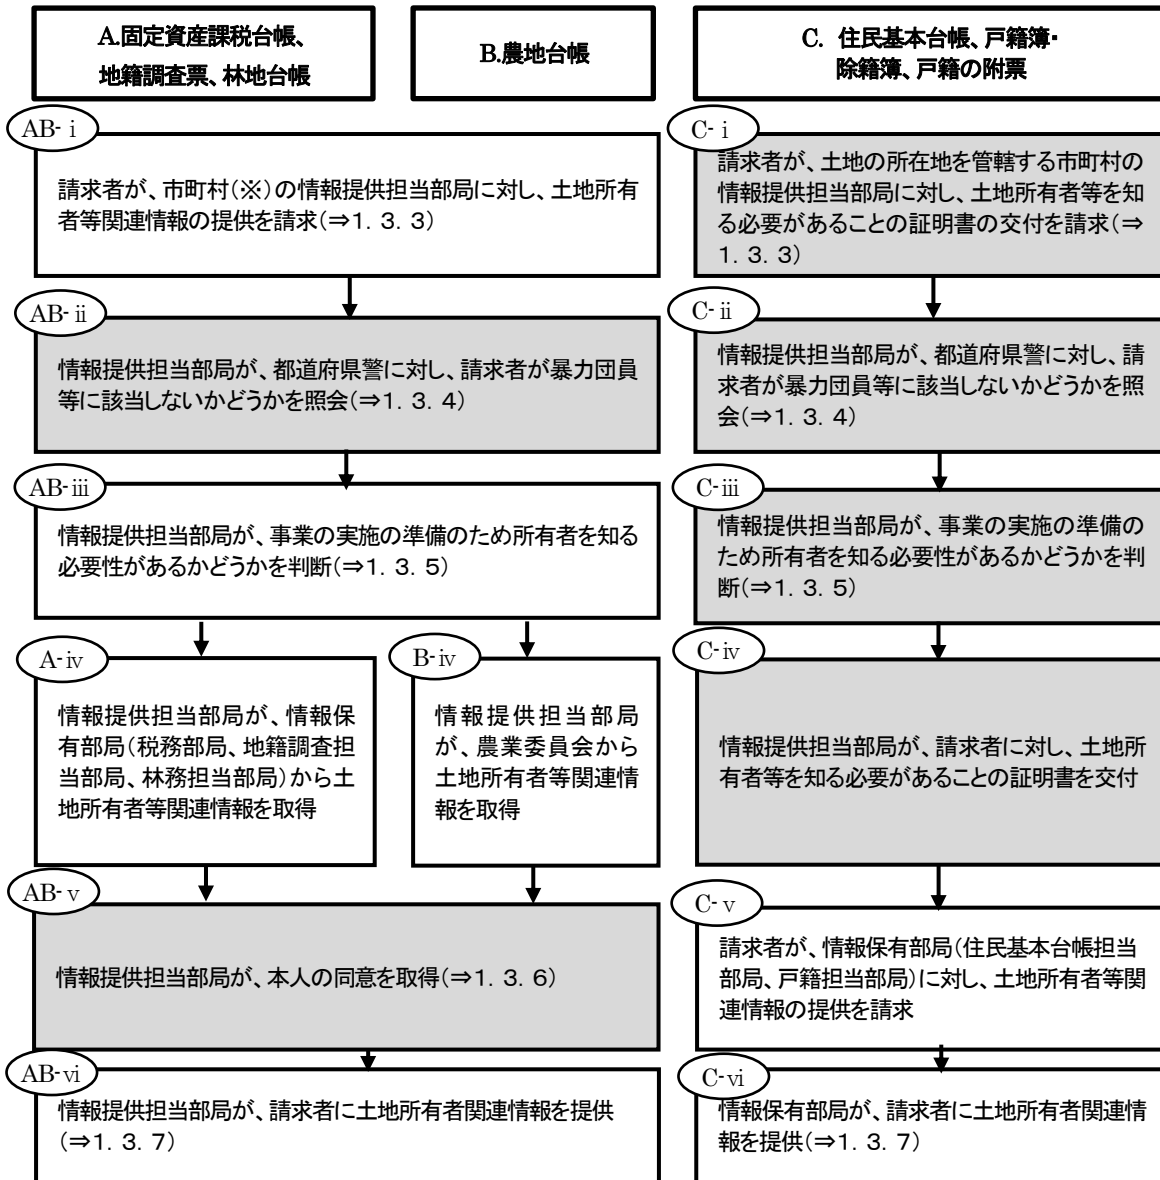 A.固定資産課税台帳、
地籍調査票、林地台帳
B.農地台帳
C. 住民基本台帳、戸籍簿・
除籍簿、戸籍の附票
AB-ⅰ
請求者が、市町村(※)の情報提供担当部局に対し、土地所有
者等関連情報の提供を請求(⇒1.3.3)
C-ⅰ
請求者が、土地の所在地を管轄する市町村の
情報提供担当部局に対し、土地所有者等を知
る必要があることの証明書の交付を請求(⇒
1.3.3)
AB-ⅱ
情報提供担当部局が、都道府県警に対し、請求者が暴力団員
等に該当しないかどうかを照会(⇒1.3.4)
C-ⅱ
情報提供担当部局が、都道府県警に対し、請
求者が暴力団員等に該当しないかどうかを照
会(⇒1.3.4)
AB-ⅲ
情報提供担当部局が、事業の実施の準備のため所有者を知る
必要性があるかどうかを判断(⇒1.3.5)
C-ⅲ
情報提供担当部局が、事業の実施の準備の
ため所有者を知る必要性があるかどうかを判
断(⇒1.3.5)
A-ⅳ
情報提供担当部局が、情報保
有部局(税務部局、地籍調査担
当部局、林務担当部局)から土
地所有者等関連情報を取得
B-ⅳ
情報提供担当部局
が、農業委員会から
土地所有者等関連情
報を取得
C-ⅳ
情報提供担当部局が、請求者に対し、土地所
有者等を知る必要があることの証明書を交付
AB-ⅴ
情報提供担当部局が、本人の同意を取得(⇒1.3.6)
C-ⅴ
請求者が、情報保有部局(住民基本台帳担当
部局、戸籍担当部局)に対し、土地所有者等関
連情報の提供を請求
AB-ⅵ
情報提供担当部局が、請求者に土地所有者関連情報を提供
(⇒1.3.7)
C-ⅵ
情報保有部局が、請求者に土地所有者関連情
報を提供(⇒1.3.7)